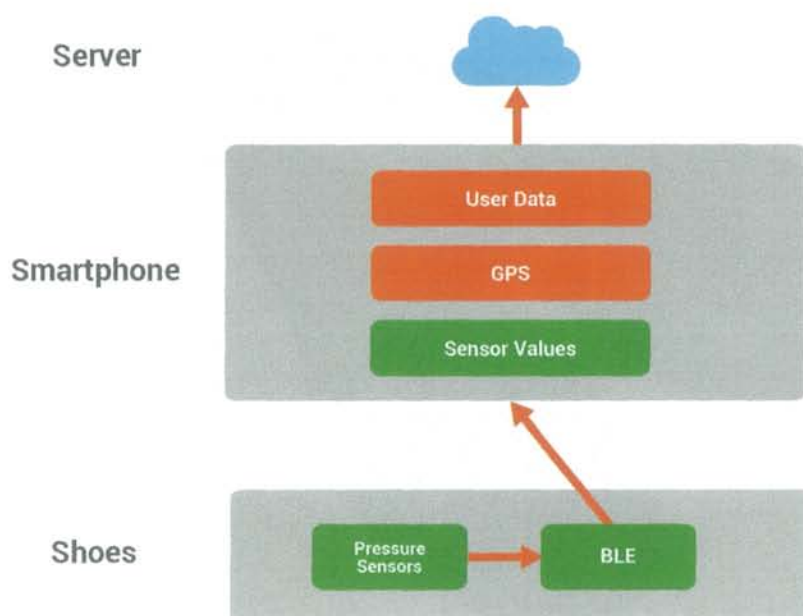 Server
User Data
Smartphone
GPS
Sensor Values
Shoes
Pressure
Sensors
BLE